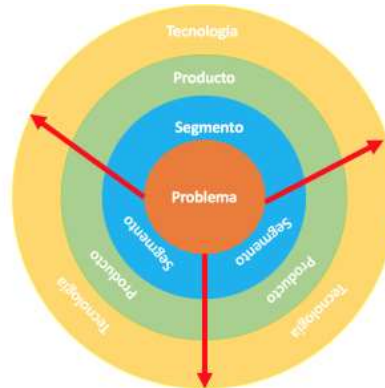 Tecnología
Producto
Segmento
Problema
Segmento
Segmento
Producto
Producto
Tecnología
Tecnología